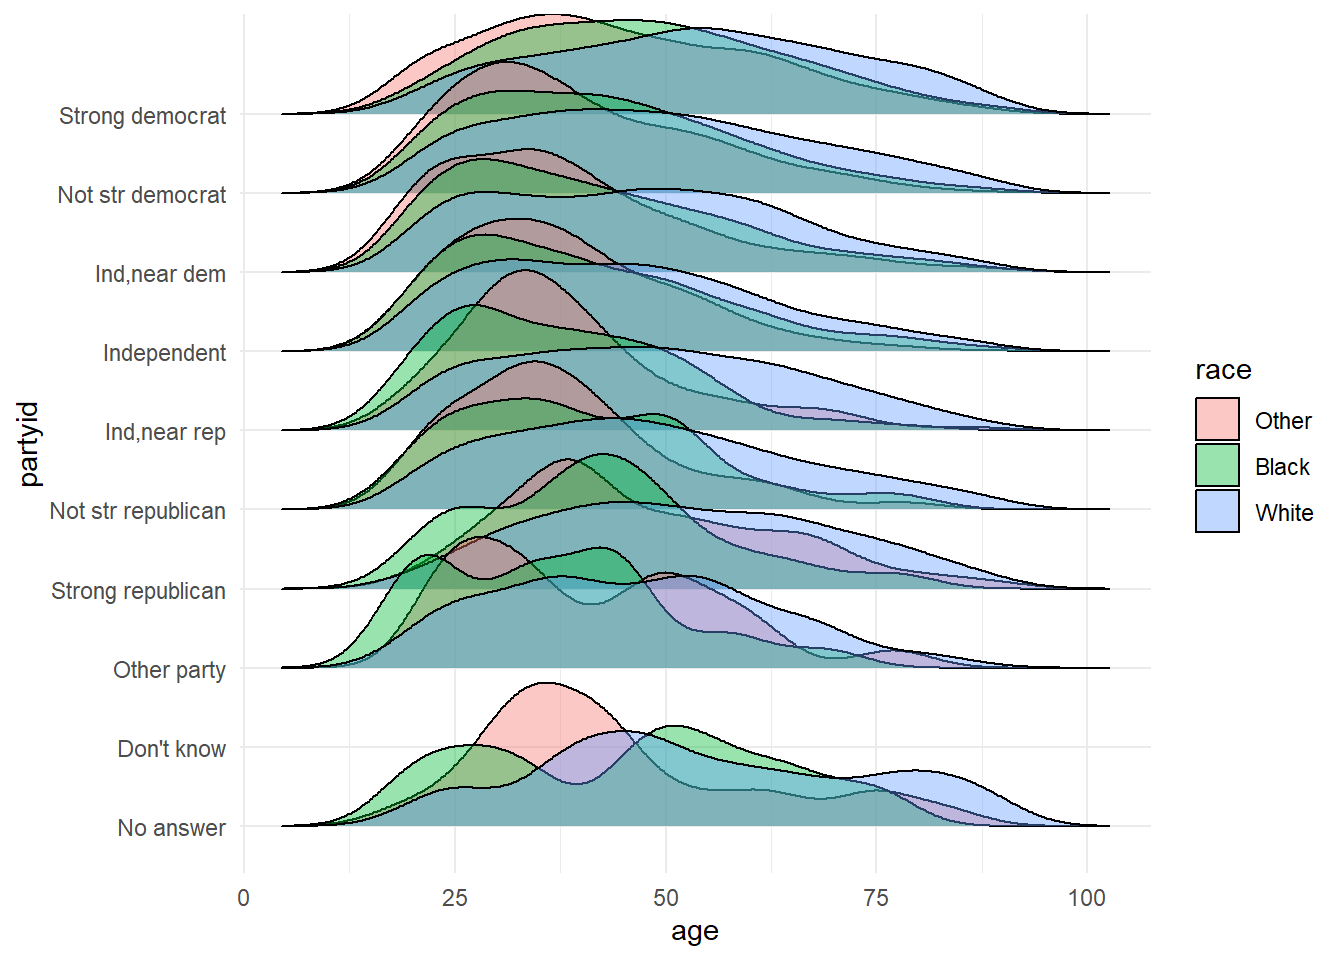 Strong democrat
Not str democrat
Ind,near dem
Independent
Ind,near rep
Not str republican
Strong republican
Other party
Don't know
No answer
partyid
0 25 50 75 100
age
race
Other
Black
White